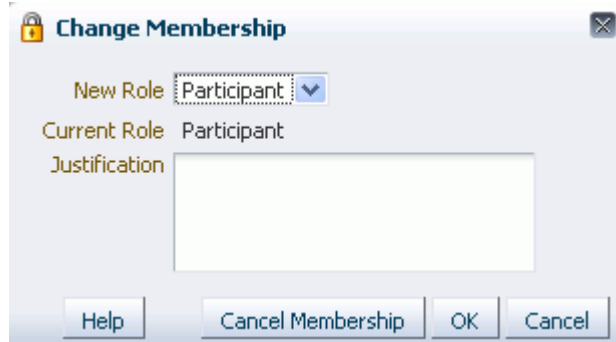 Change Membership
New Role Participant
Current Role Participant
Justification
Help Cancel Membership OK Cancel